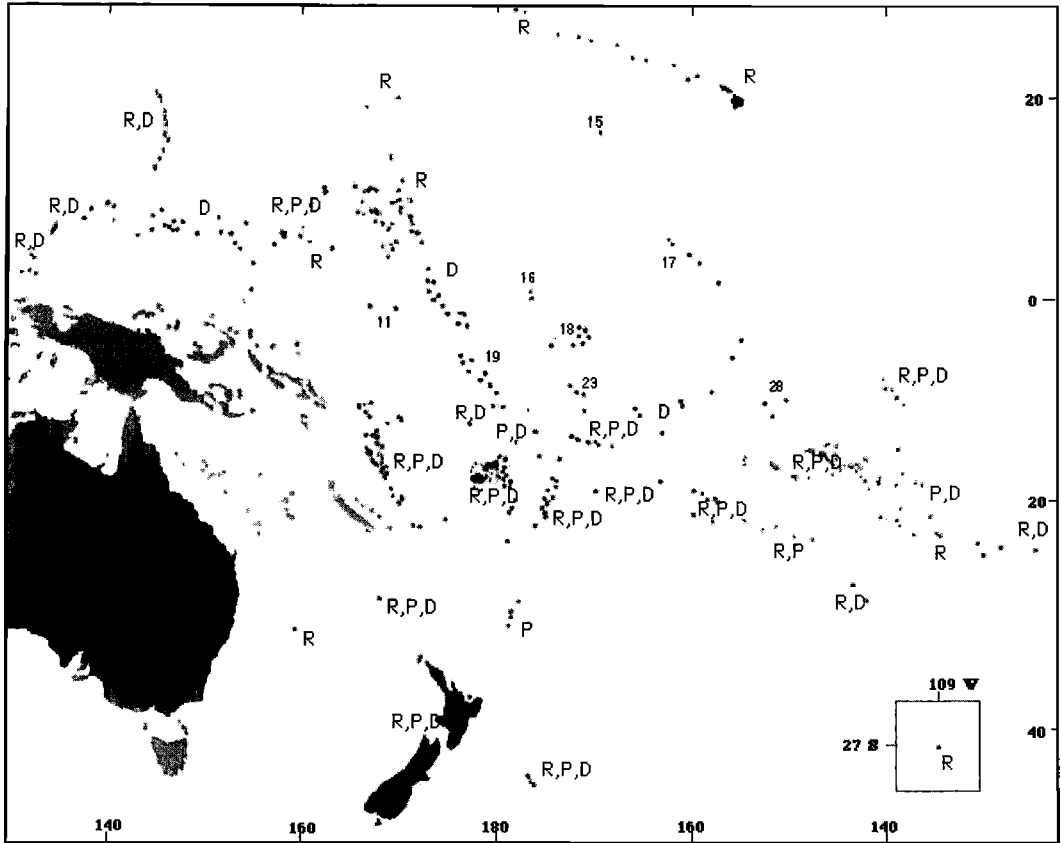 R
R
R
20
15
R,D
R
R,D
D
R,P,D
R,D
R
D
17
16
0
11
18
19
23
R,P,D
R,D
D
P,D
R,P,D
R,P,D
R,P,D
R,P,D
R,P,D
P,D
R,P,D
R,P,D
20
R,D
R,P
R
R,P,D
R,D
28
P
R
109 W
R,P,D
27 S
40
R
R,P,D
140
160
180
160
140